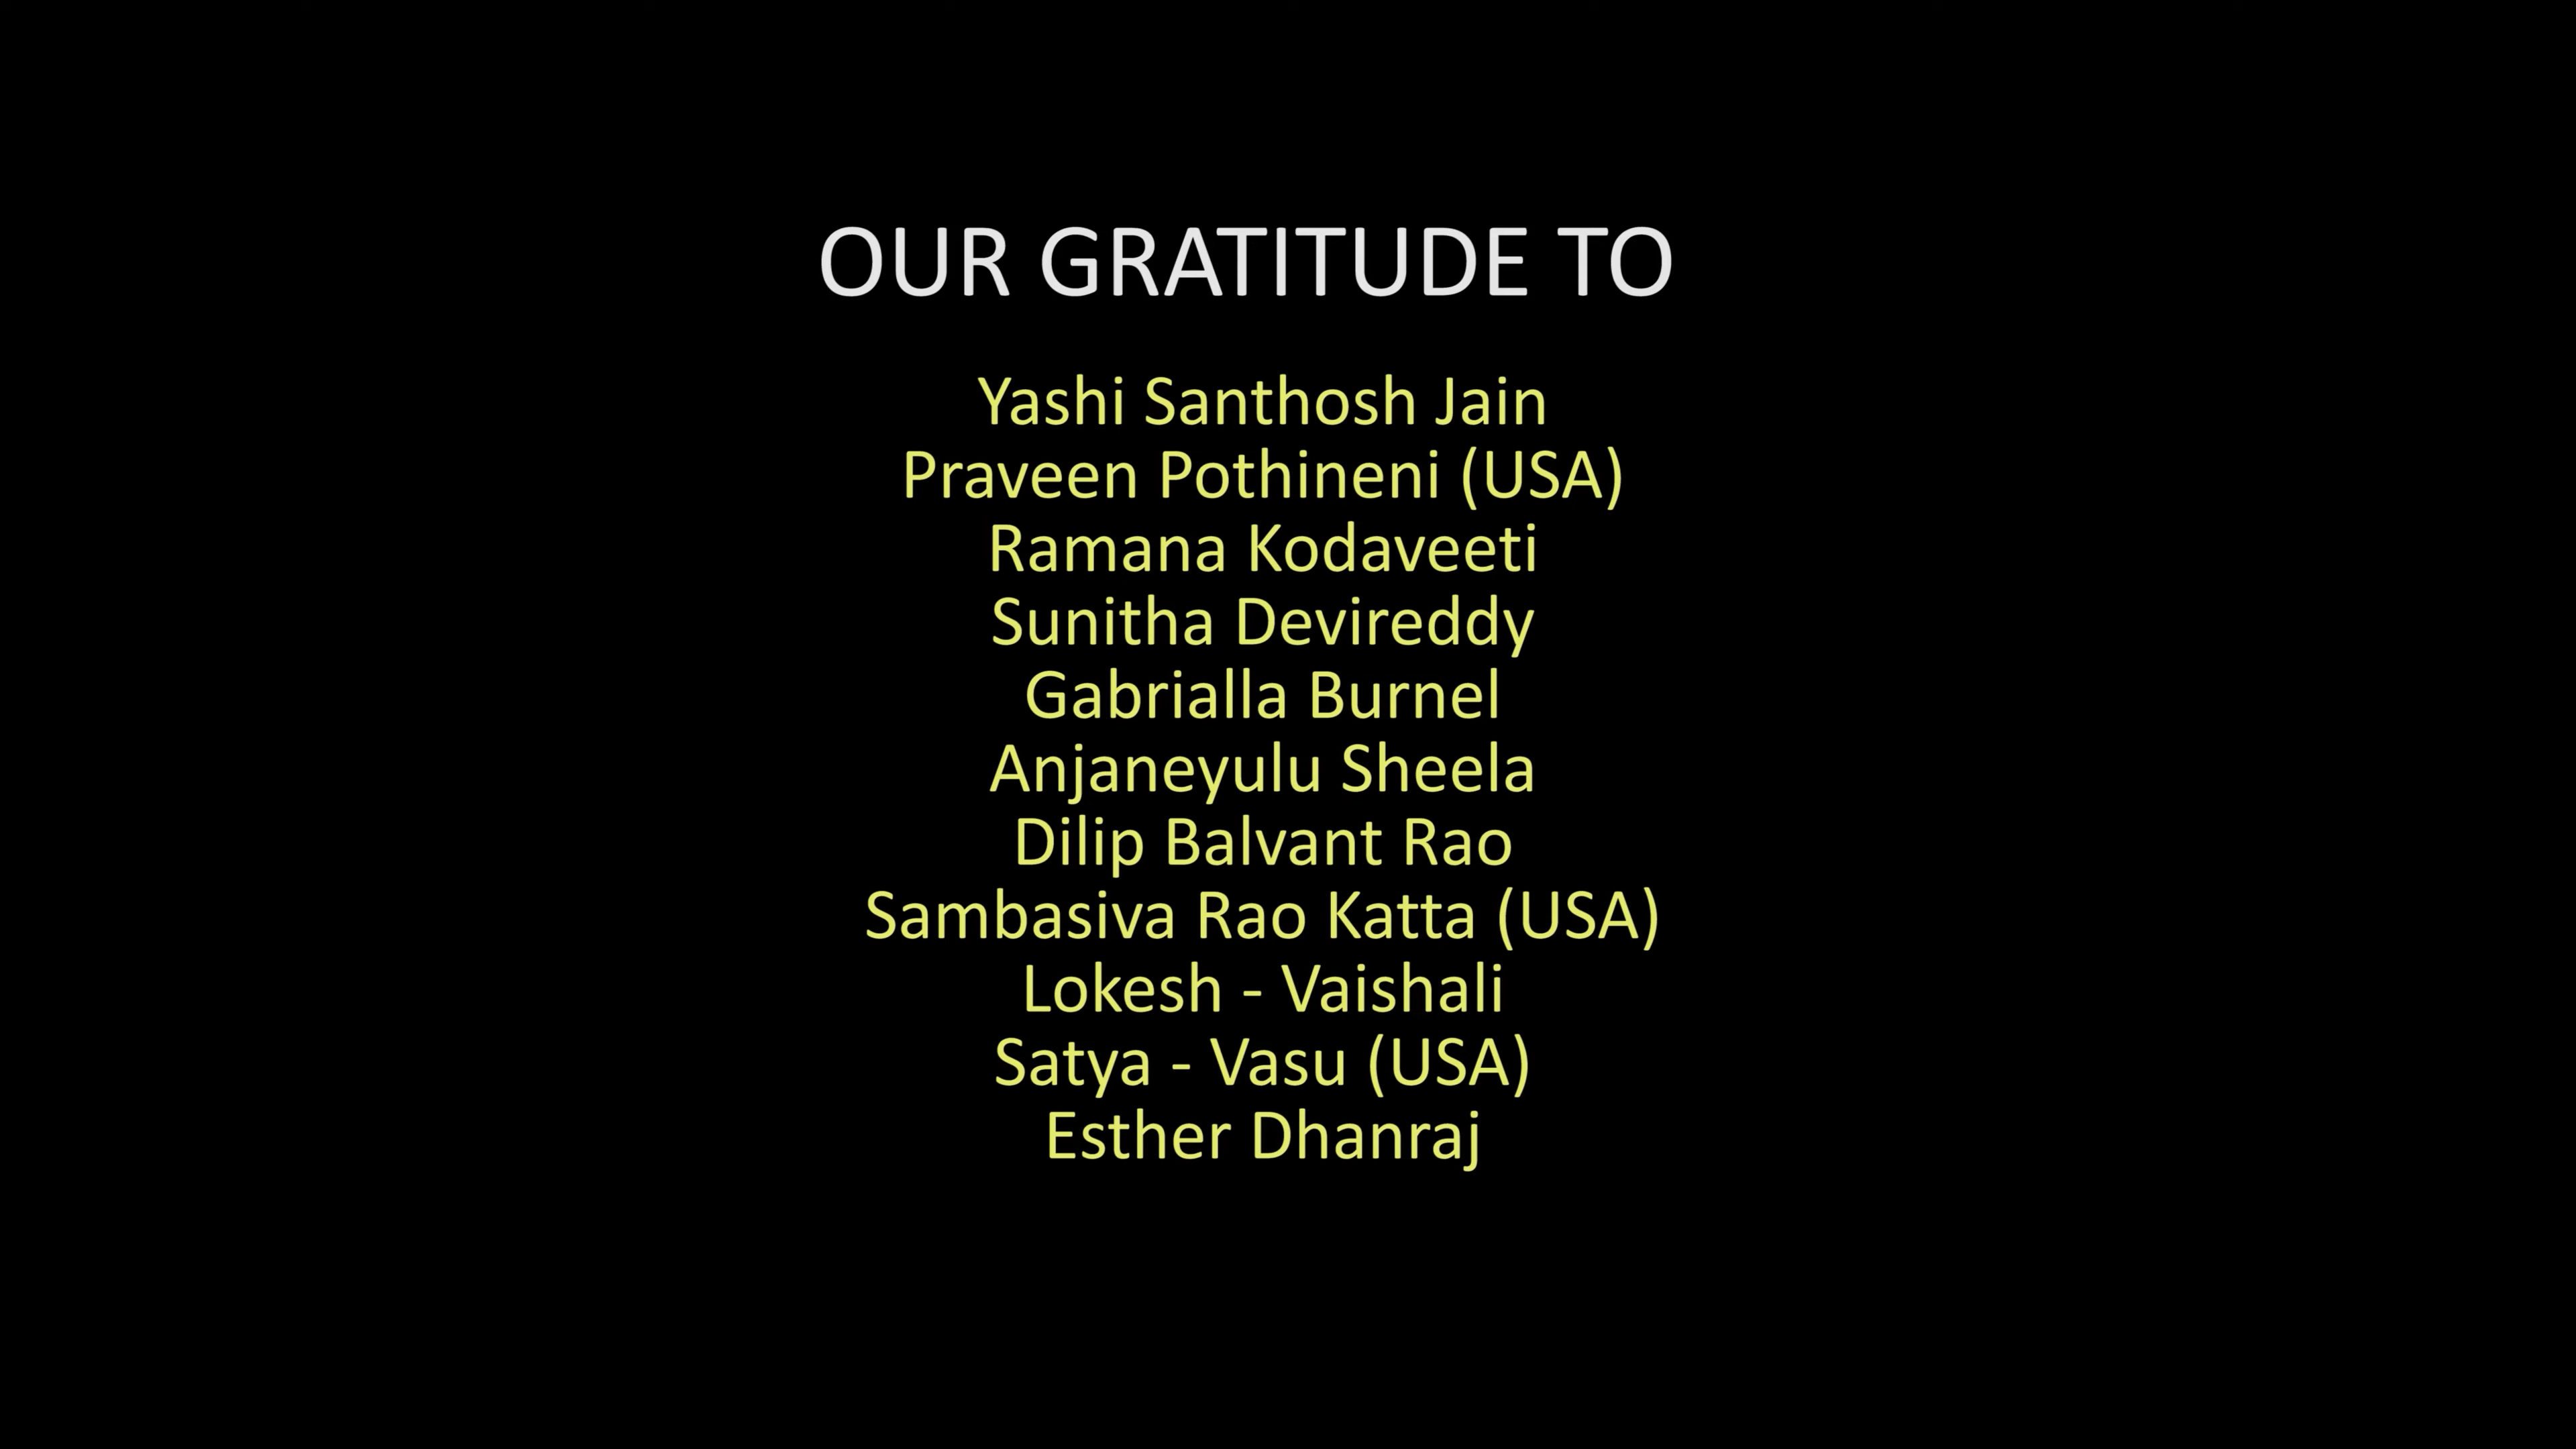 OUR GRATITUDE TO
Yashi Santhosh Jain
Praveen Pothineni (USA)
Ramana Kodaveeti
Sunitha Devireddy
Gabrialla Burnel
Anjaneyulu Sheela
Dilip Balvant Rao
Sambasiva Rao Katta (USA)
Lokesh - Vaishali
Satya - Vasu (USA)
Esther Dhanraj